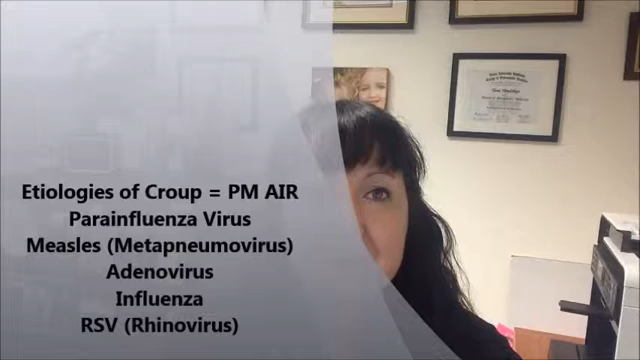 Etiologies of Croup = PM AIR
Parainfluenza Virus
Measles (Metapneumovirus)
Adenovirus
Influenza
RSV (Rhinovirus)